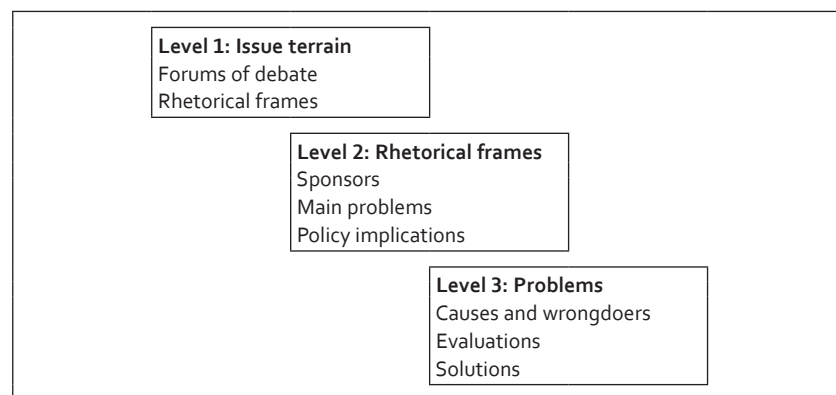 Level 1: Issue terrain
Forums of debate
Rhetorical frames
Level 2: Rhetorical frames
Sponsors
Main problems
Policy implications
Level 3: Problems
Causes and wrongdoers
Evaluations
Solutions